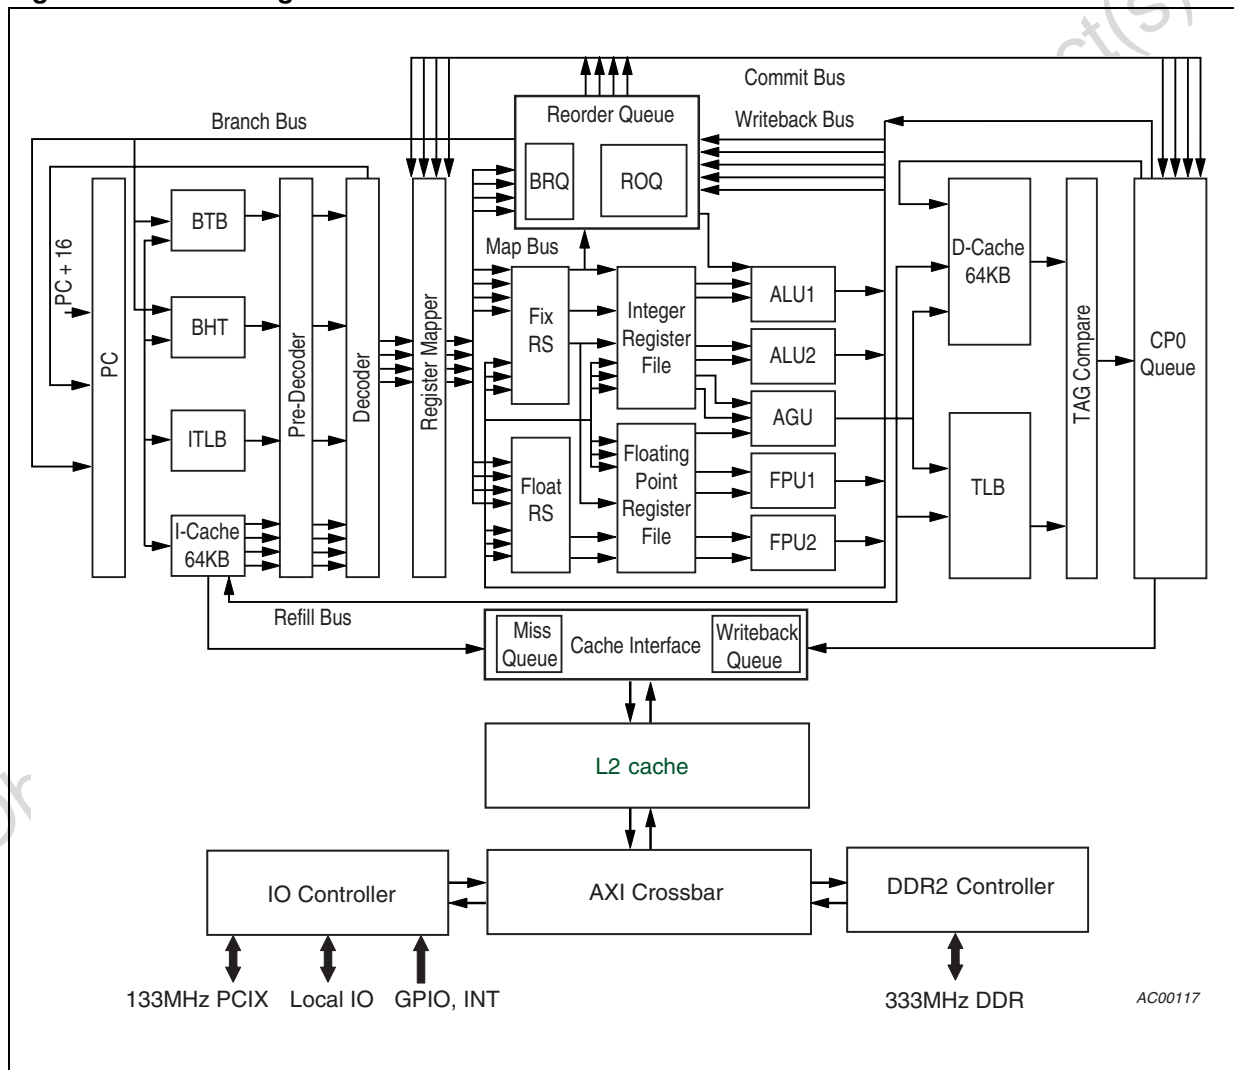 ct(s)
Commit Bus
Reorder Queue
Branch Bus
Writeback Bus
BRQ
ROQ
BTB
Map Bus
D-Cache
64KB
PC + 16
BHT
Fix
RS
Integer
Register
File
ALU1
ALU2
CP0
Queue
PC
Pre-Decoder
Decoder
Register Mapper
TAG Compare
AGU
ITLB
Floating
Point
Register
File
Float
RS
FPU1
TLB
I-Cache
64KB
FPU2
Refill Bus
Miss
Queue
Cache Interface
Writeback
Queue
L2 cache
IO Controller
AXI Crossbar
DDR2 Controller
133MHz PCIX
Local IO
GPIO, INT
333MHz DDR
AC00117